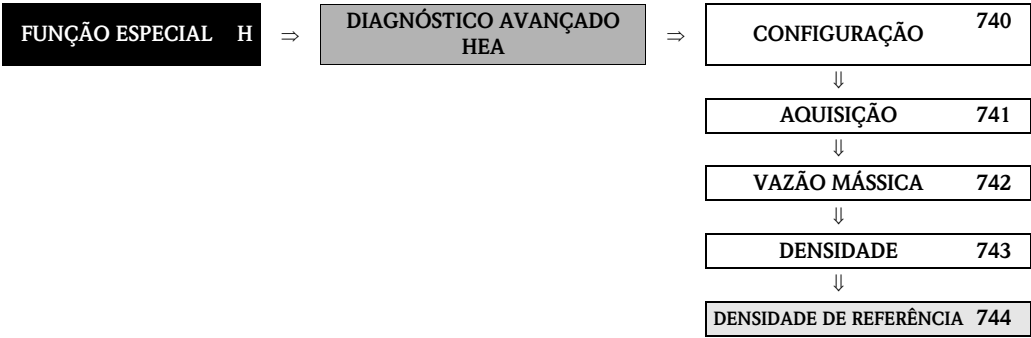 FUNÇÃO ESPECIAL H ⇒ DIAGNÓSTICO AVANÇADO HEA ⇒ CONFIGURAÇÃO 740
⇓
AQUISIÇÃO 741
⇓
VAZÃO MÁSSICA 742
⇓
DENSIDADE 743
⇓
DENSIDADE DE REFERÊNCIA 744